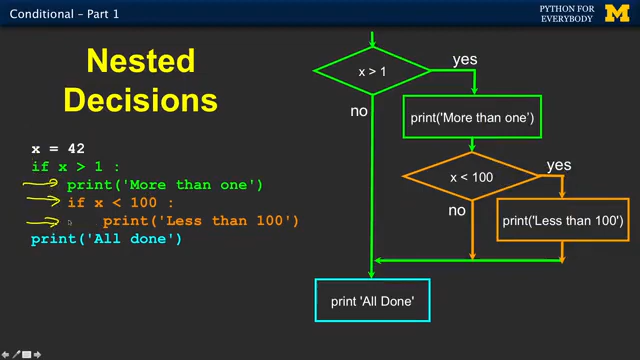 Conditional – Part 1
PYTHON FOR
EVERYBODY
M
Nested
Decisions
x = 42
if x > 1 :
print('More than one')
if x < 100 :
print('Less than 100')
print('All done')
x > 1
yes
no
print('More than one')
x < 100
yes
no
print('Less than 100')
print 'All Done'